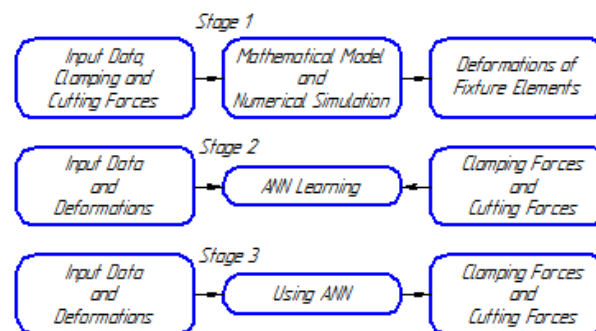 Stage 1
Input Data,
Clamping and
Cutting Forces
Mathematical Model
and
Numerical Simulation
Deformations of
Fixture Elements
Stage 2
Input Data
and
Deformations
ANN Learning
Clamping Forces
and
Cutting Forces
Stage 3
Input Data
and
Deformations
Using ANN
Clamping Forces
and
Cutting Forces